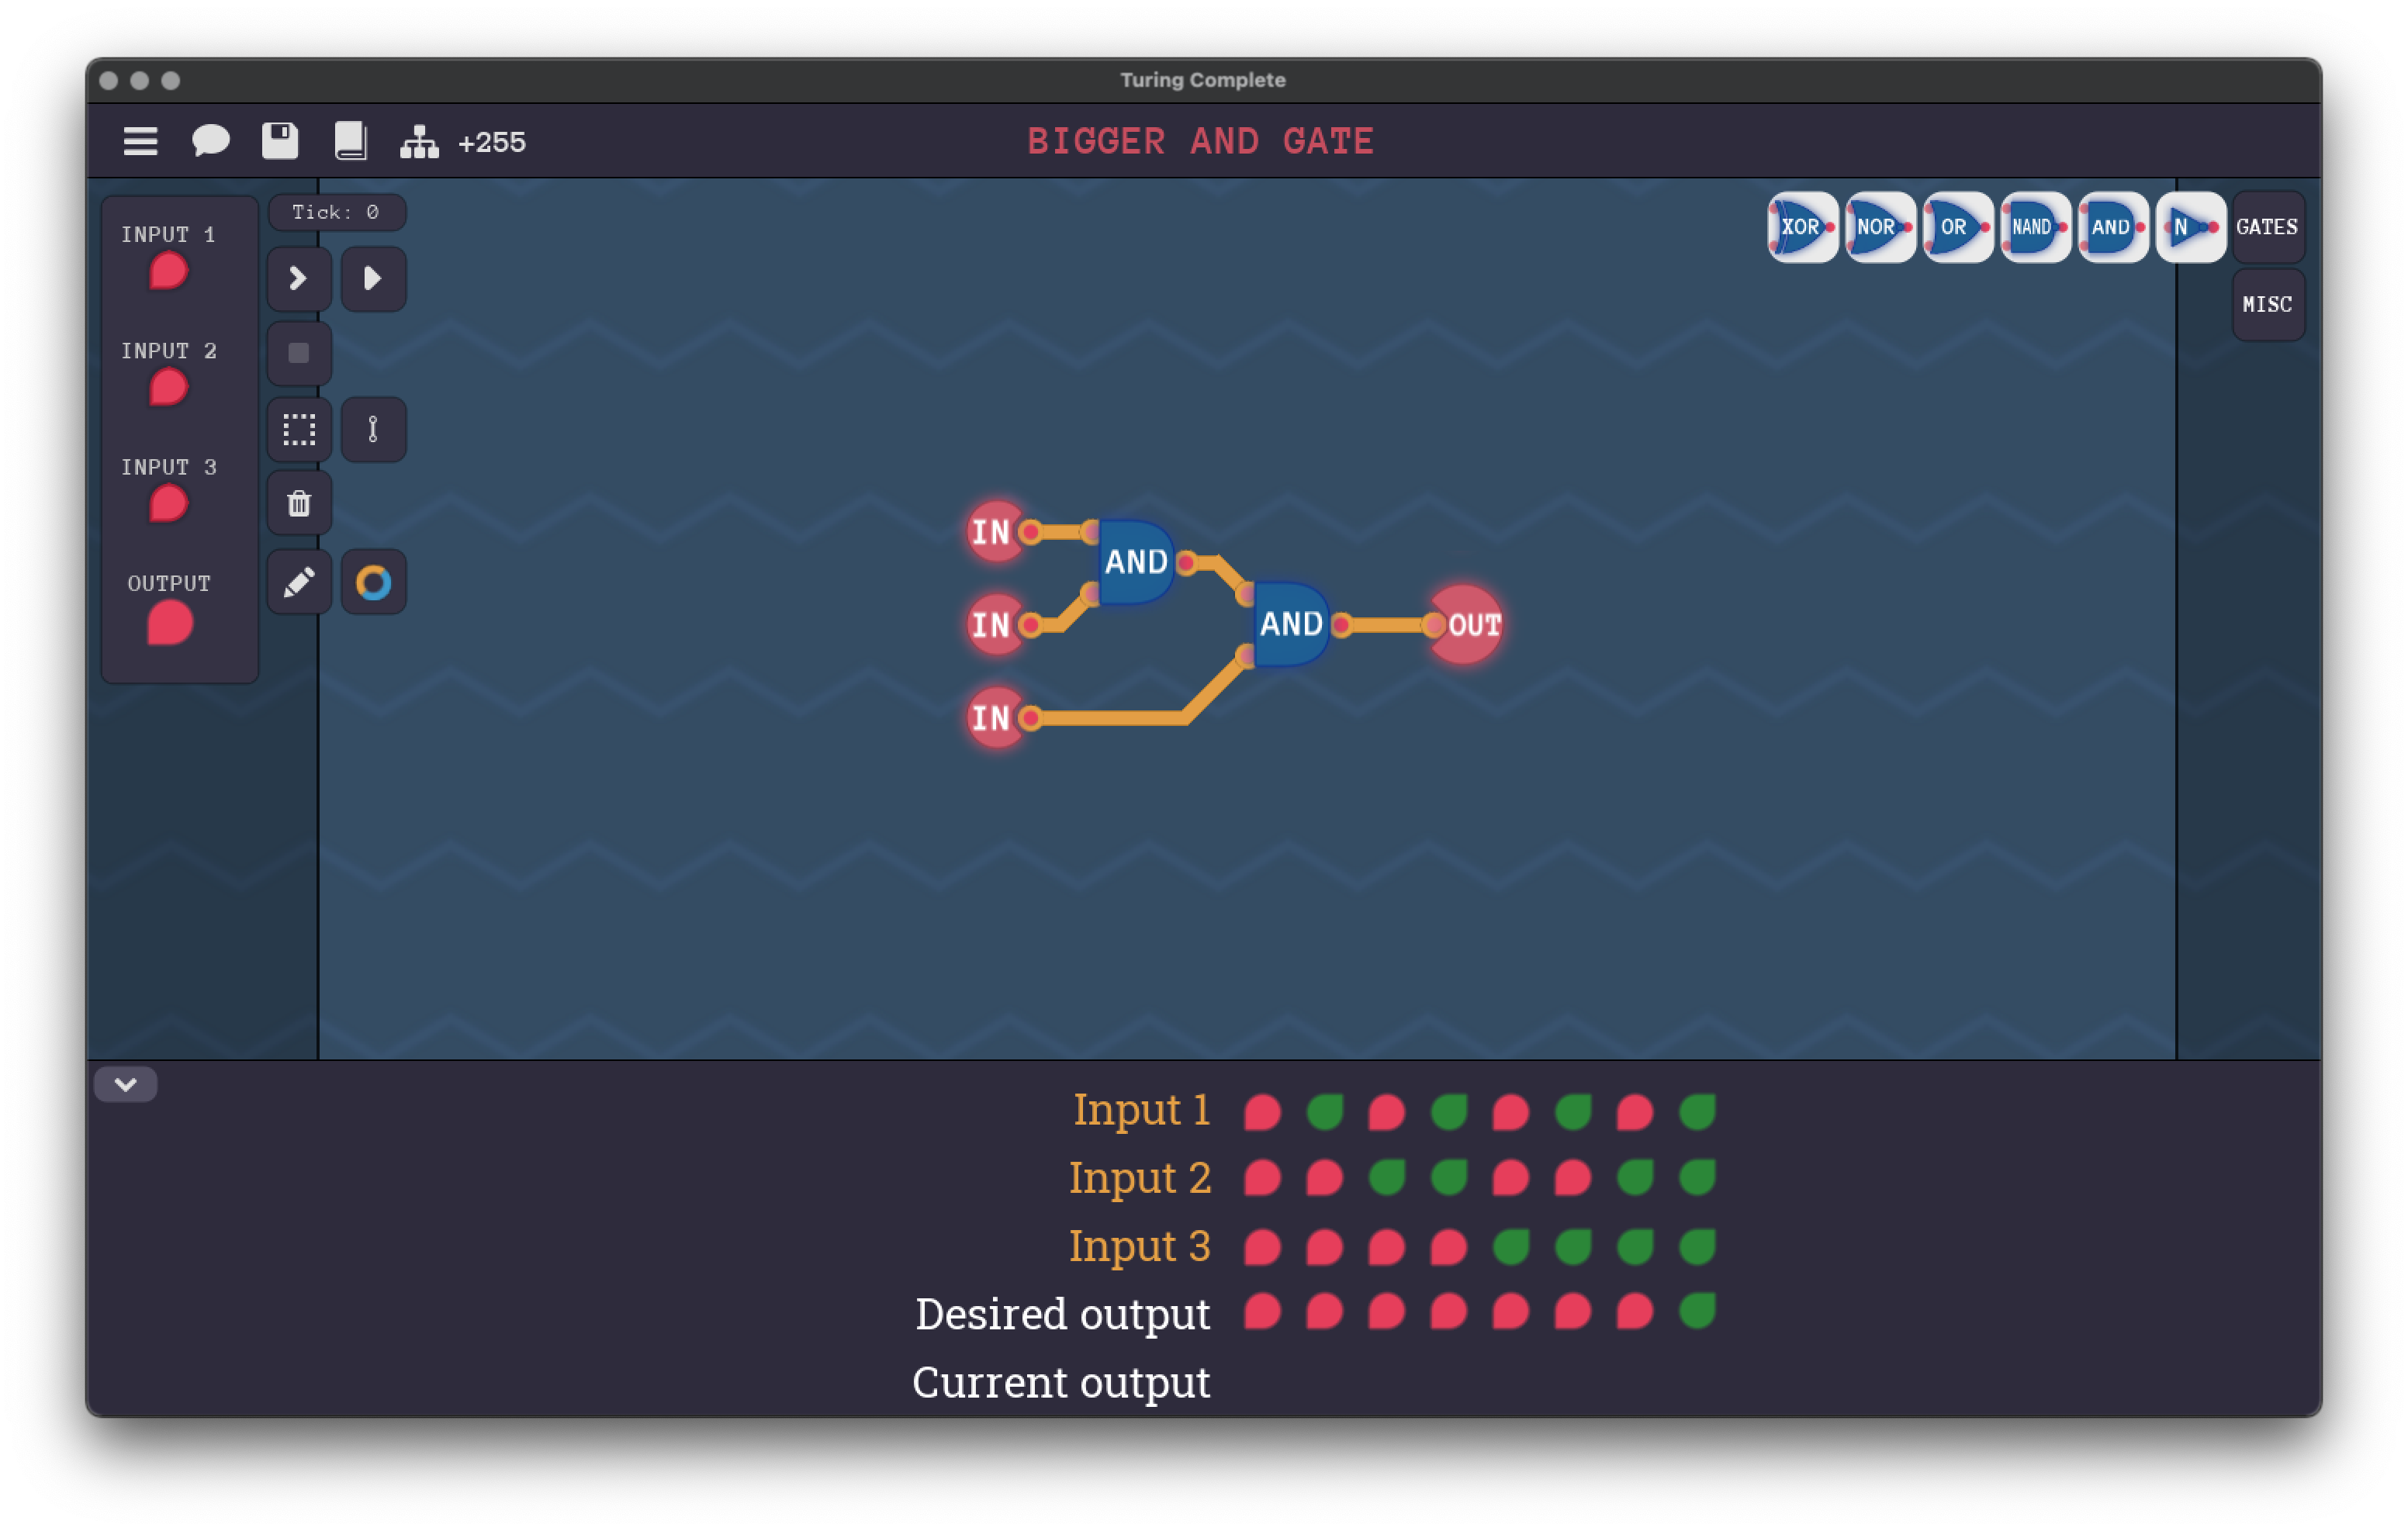 Turing Complete
+255
BIGGER AND GATE
INPUT 1
INPUT 2
INPUT 3
OUTPUT
Tick: 0
XOR
NOR
OR
NAND
AND
N
GATES
MISC
IN
IN
IN
AND
AND
OUT
Input 1
Input 2
Input 3
Desired output
Current output